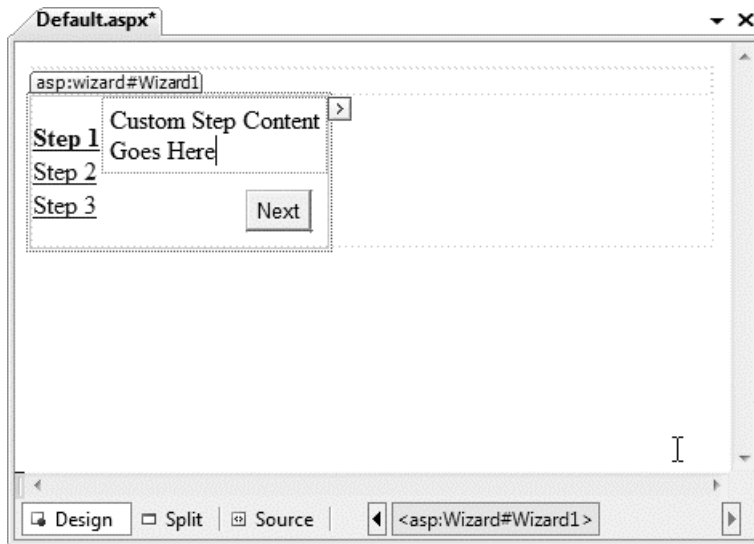 Default.aspx*
asp:wizard#Wizard1
Custom Step Content
Goes Here
Step 1
Step 2
Step 3
Next
Design
Split
Source
<asp:Wizard#Wizard1>